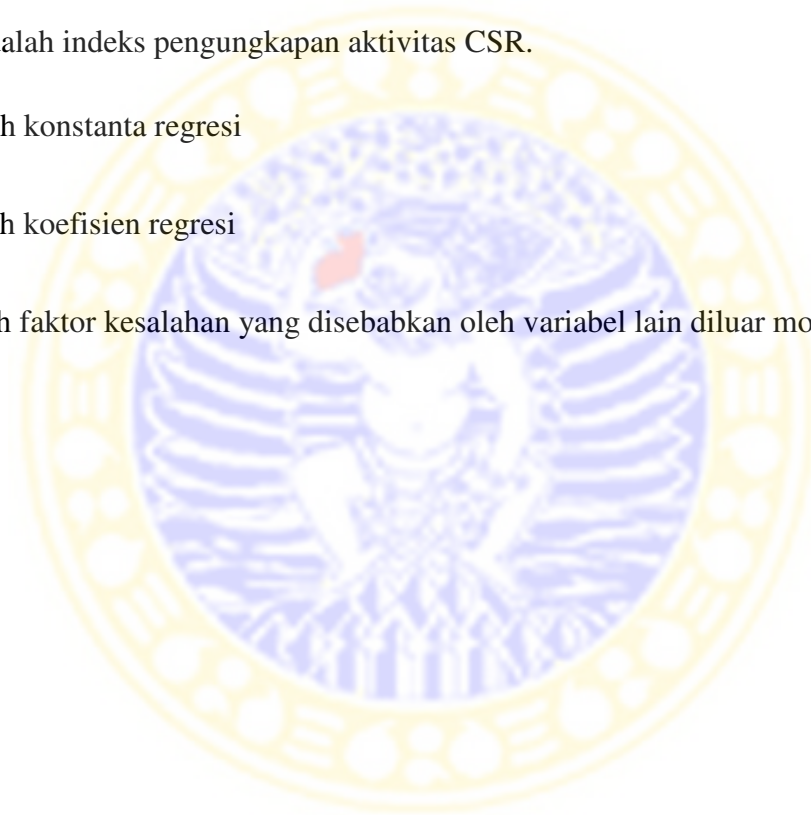 alah indeks pengungkapan aktivitas CSR.
h konstanta regresi
h koefisien regresi
h faktor kesalahan yang disebabkan oleh variabel lain diluar mo